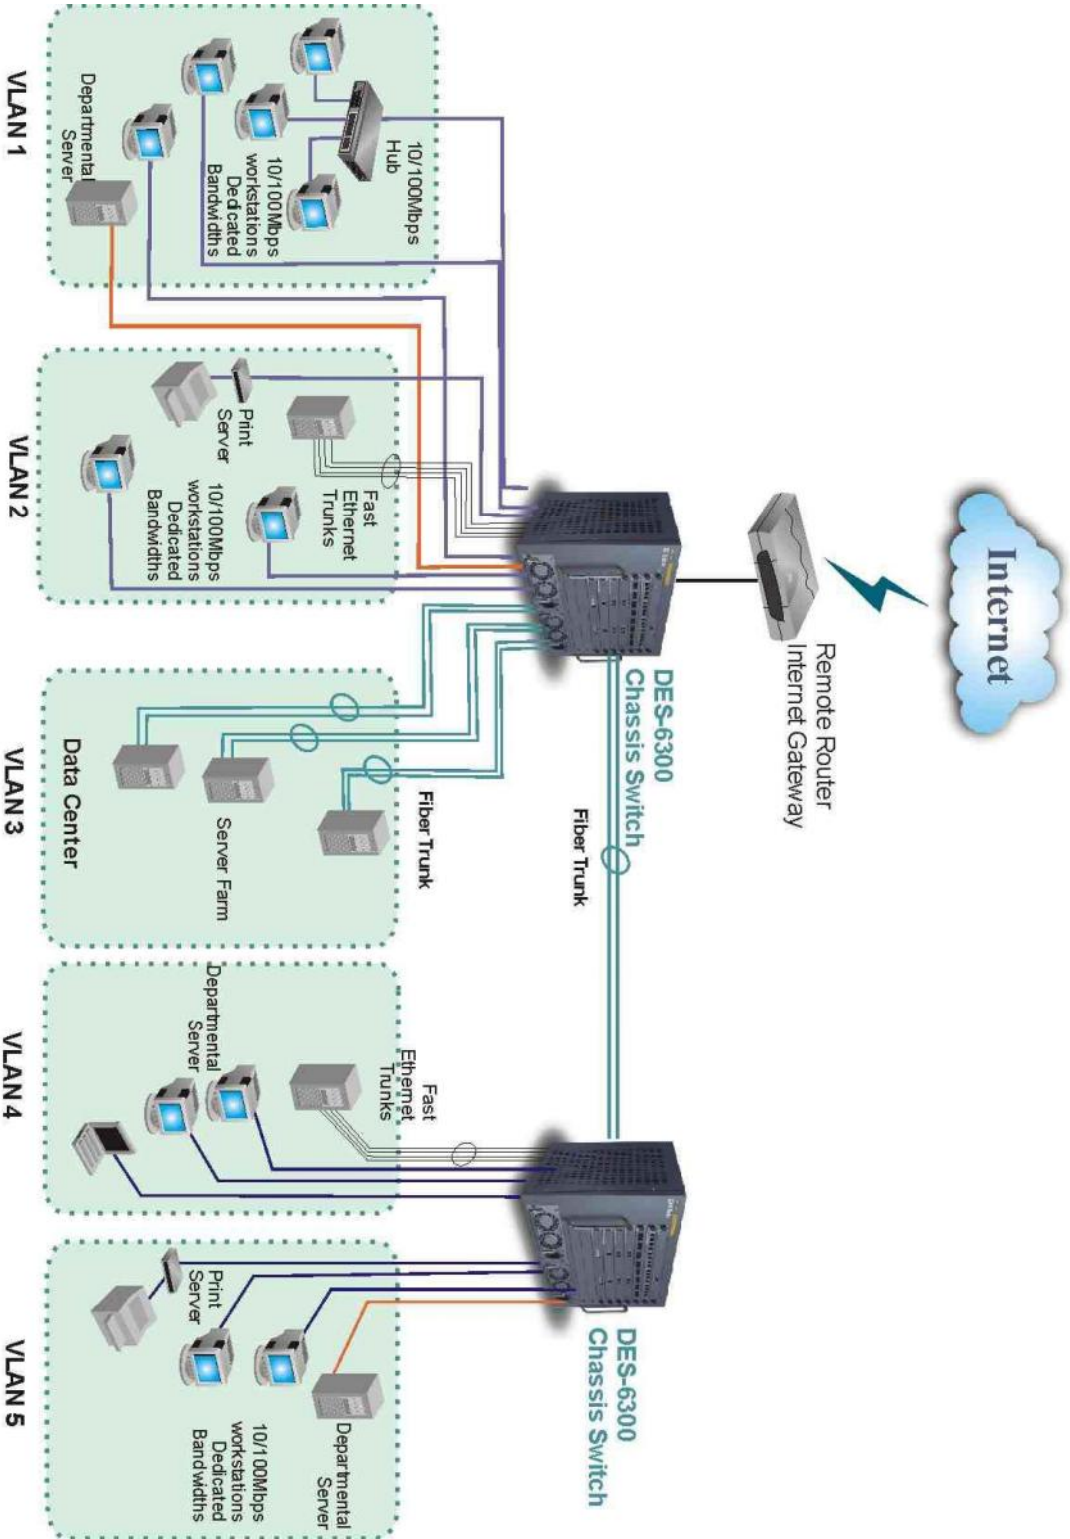 Internet
Remote Router
Internet Gateway
DES-6300
Chassis Switch
Fiber Trunk
DES-6300
Chassis Switch
10/100Mbps
Hub
10/100Mbps
workstations
Dedicated
Bandwidths
Departmental
Server
VLAN 1
Fast
Ethernet
Trunks
Print
Server
10/100Mbps
workstations
Dedicated
Bandwidths
VLAN 2
Fiber Trunk
Server Farm
Data Center
VLAN 3
Fast
Ethernet
Trunks
Departmental
Server
VLAN 4
Departmental
Server
Print
Server
10/100Mbps
workstations
Dedicated
Bandwidths
VLAN 5